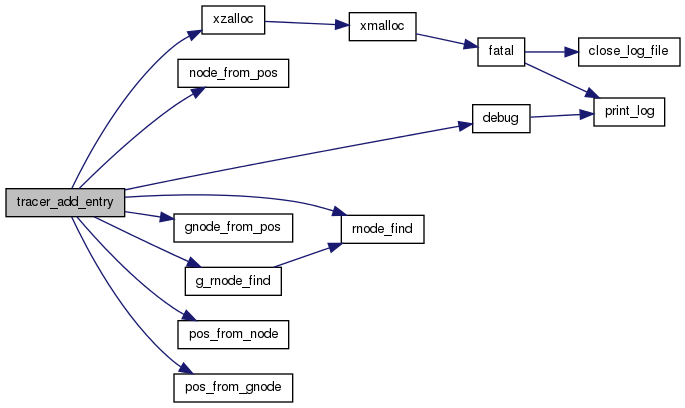 xzalloc
xmalloc
fatal
close_log_file
node_from_pos
print_log
debug
tracer_add_entry
gnode_from_pos
rnode_find
g_rnode_find
pos_from_node
pos_from_gnode